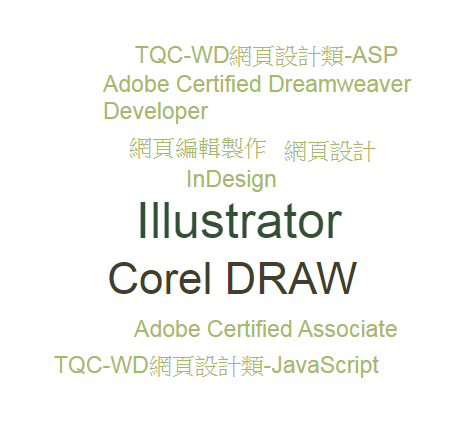 TQC-WD網頁設計類-ASP
Adobe Certified Dreamweaver
Developer
網頁編輯製作 網頁設計
InDesign
Illustrator
Corel DRAW
Adobe Certified Associate
TQC-WD網頁設計類-JavaScript